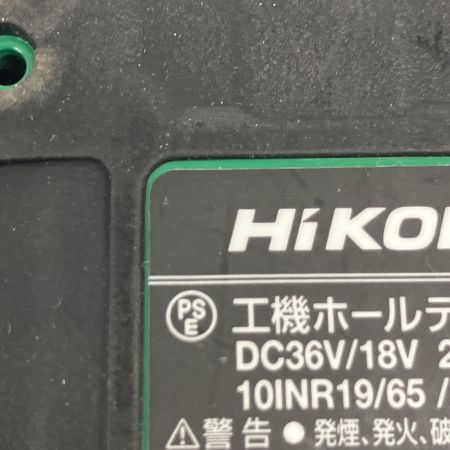 HiKO
PSE 工機ホールテ
DC36V/18V 2
10INR19/65 /
⚠警告 ● 発煙、発火、破